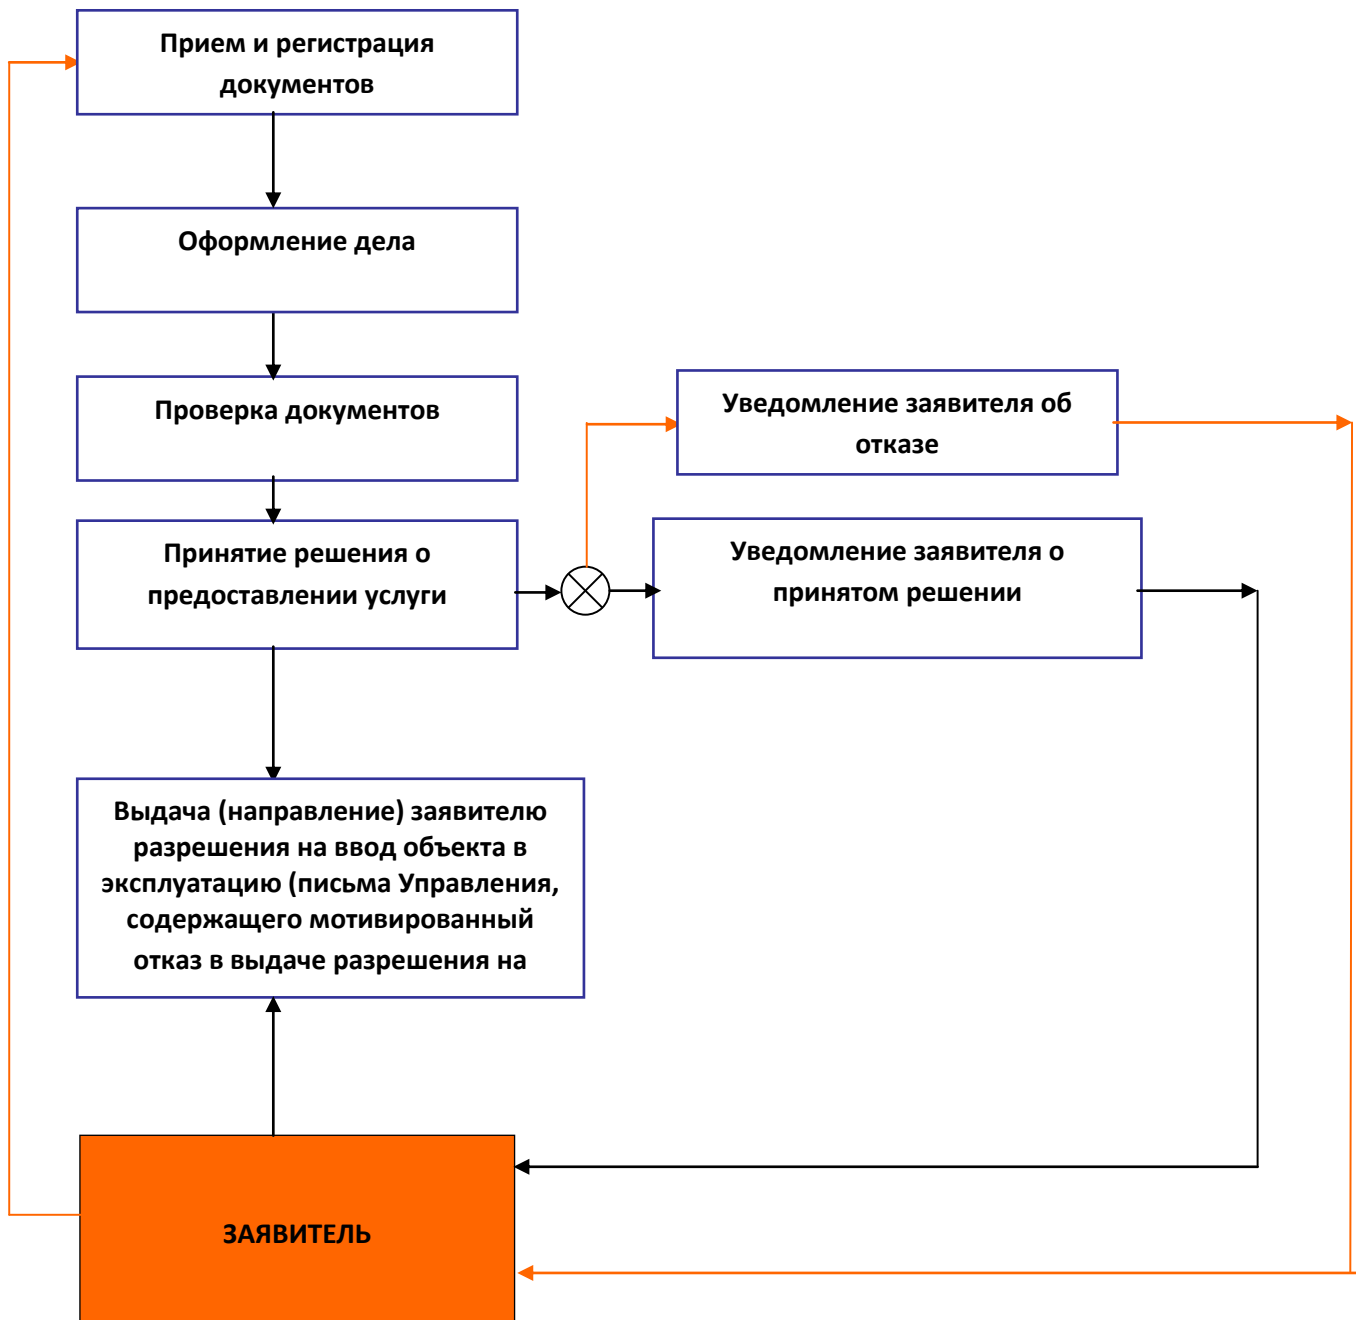 Прием и регистрация
документов
Оформление дела
Проверка документов
Уведомление заявителя об
отказе
Принятие решения о
предоставлении услуги
Уведомление заявителя о
принятом решении
Выдача (направление) заявителю
разрешения на ввод объекта в
эксплуатацию (письма Управления,
содержащего мотивированный
отказ в выдаче разрешения на
ЗАЯВИТЕЛЬ